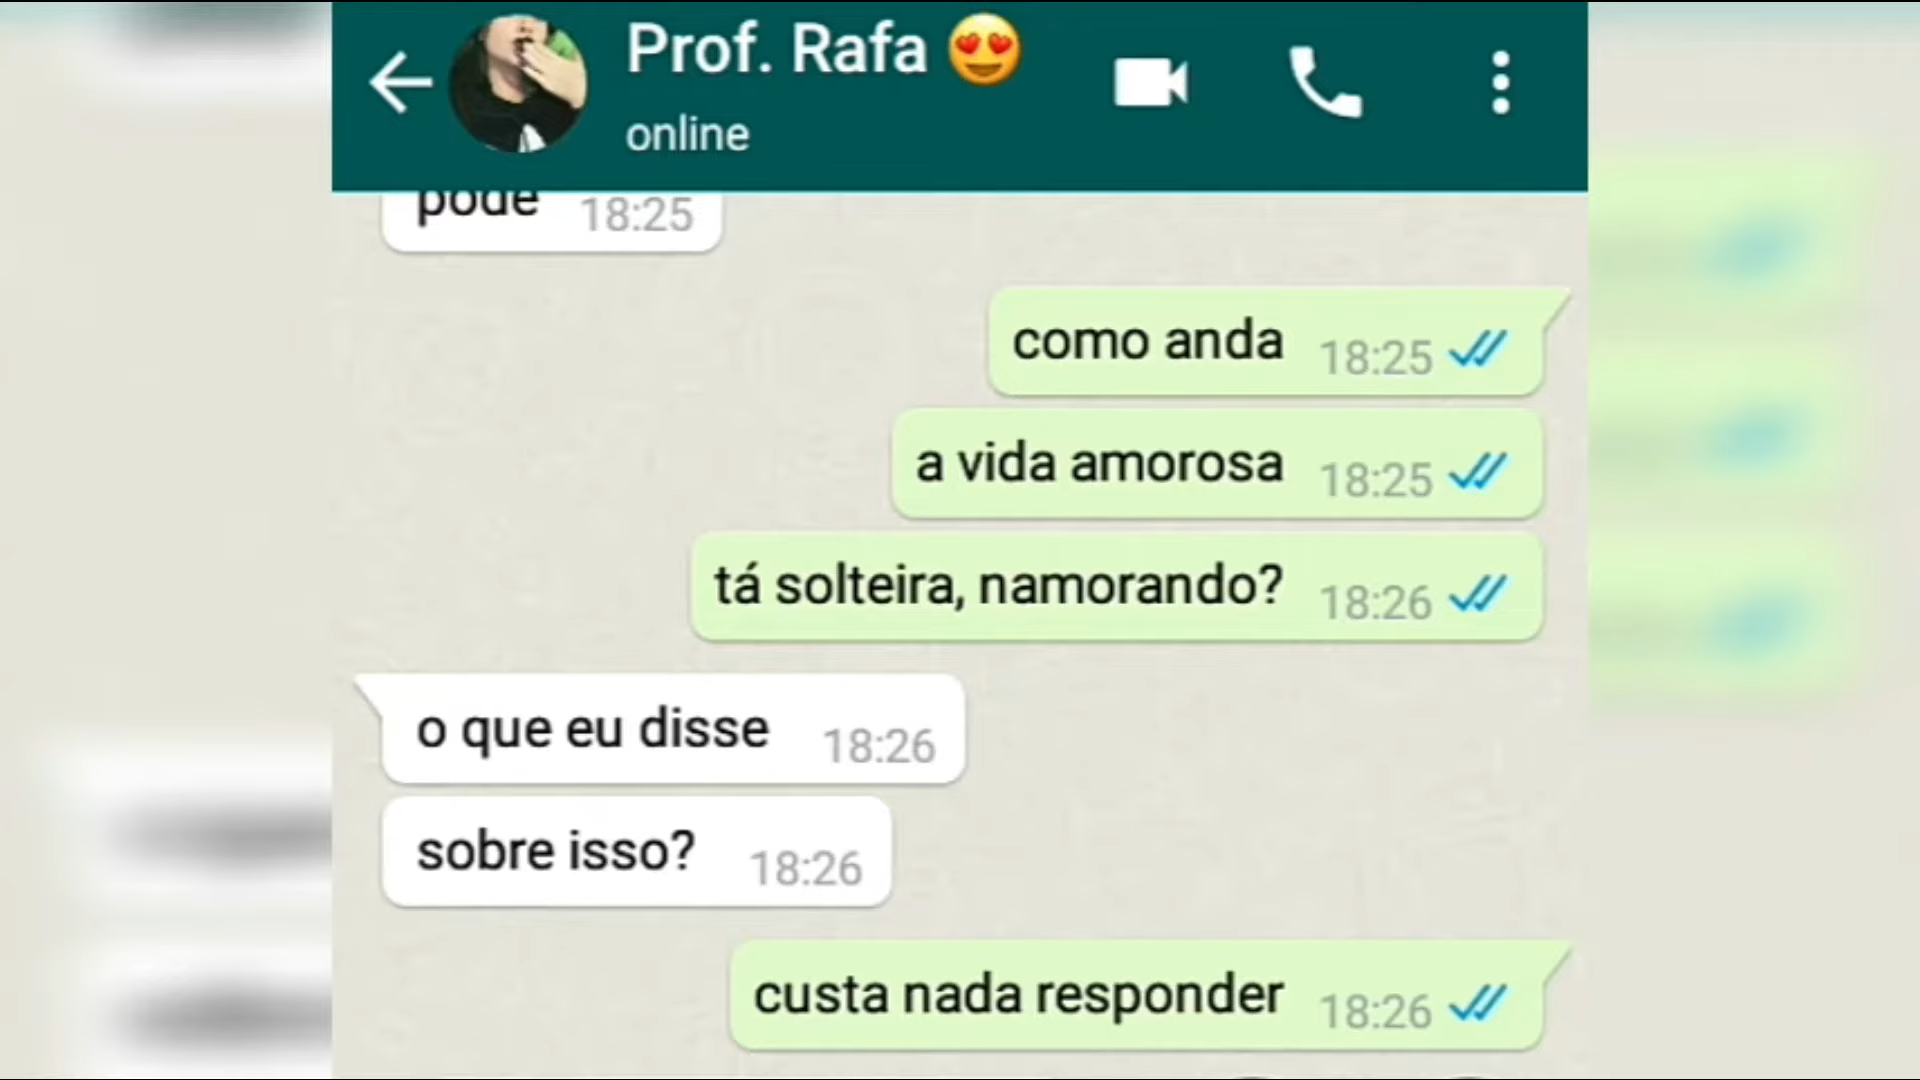 Prof. Rafa 😍
online
pode 18:25
como anda 18:25
a vida amorosa 18:25
tá solteira, namorando? 18:26
o que eu disse 18:26
sobre isso? 18:26
custa nada responder 18:26